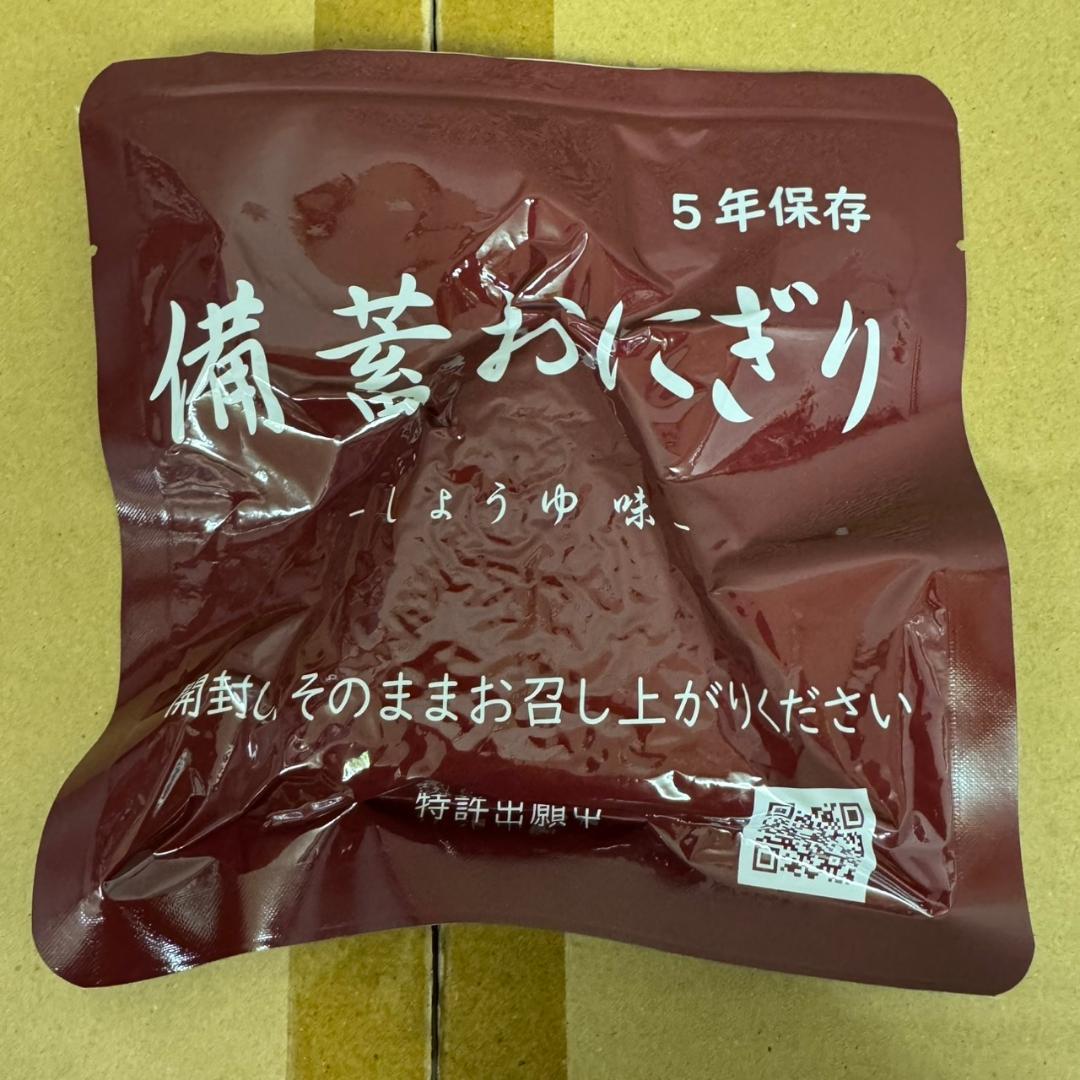 5年保存
備蓄おにぎり
-しょうゆ味-
開封しそのままお召し上がりください
特許出願中